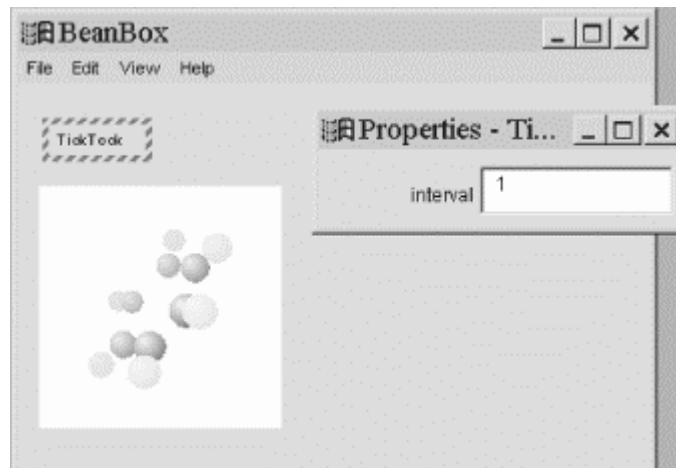 BeanBox
File Edit View Help
TickTock
Properties - Ti...
interval 1